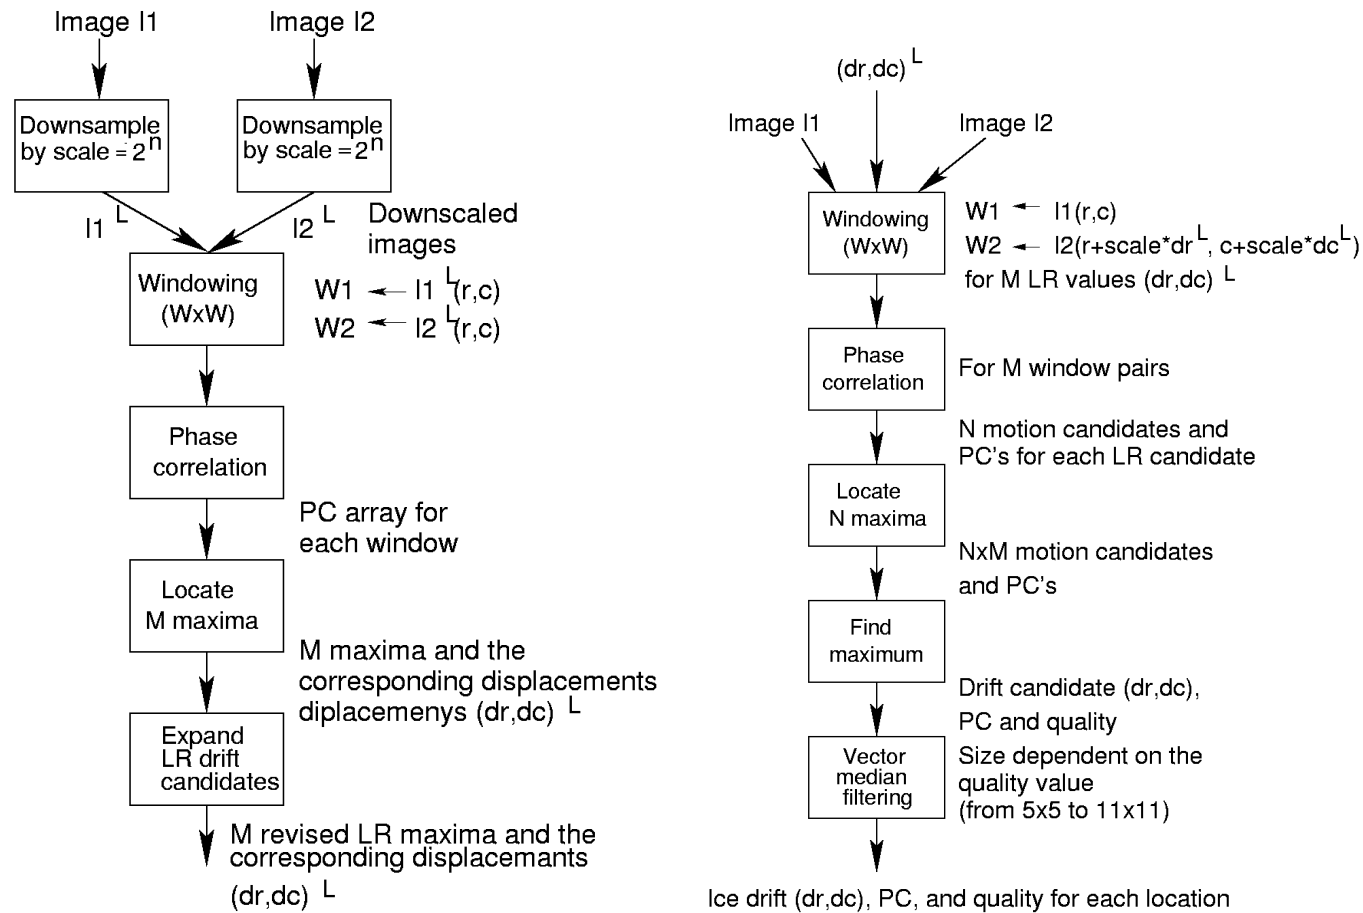 Image I1
Image I2
Downsample
by scale = 2^n
Downsample
by scale = 2^n
I1 L
I2 L
Downscaled
images
Windowing
(WxW)
W1 ← I1 L(r,c)
W2 ← I2 L(r,c)
Phase
correlation
PC array for
each window
Locate
M maxima
M maxima and the
corresponding displacements
diplacemenys (dr,dc) L
Expand
LR drift
candidates
M revised LR maxima and the
corresponding displacemants
(dr,dc) L
(dr,dc) L
Image I1
Image I2
Windowing
(WxW)
W1 ← I1(r,c)
W2 ← I2(r+scale*dr L, c+scale*dc L)
for M LR values (dr,dc) L
Phase
correlation
For M window pairs
N motion candidates and
PC's for each LR candidate
Locate
N maxima
NxM motion candidates
and PC's
Find
maximum
Drift candidate (dr,dc),
PC and quality
Vector
median
filtering
Size dependent on the
quality value
(from 5x5 to 11x11)
Ice drift (dr,dc), PC, and quality for each location